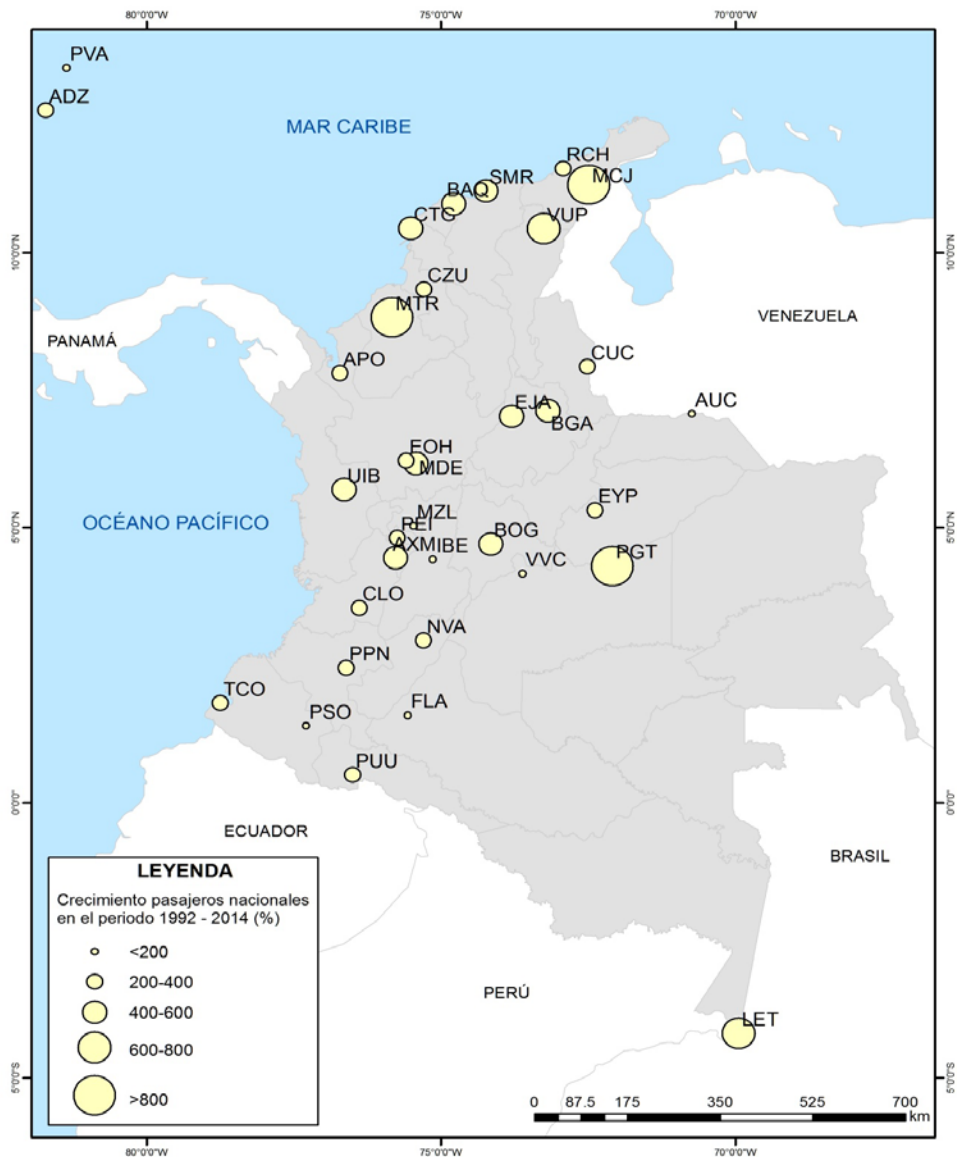 80°0'0"W 75°0'0"W 70°0'0"W
PVA
ADZ
MAR CARIBE
RCH
MCJ
SMR
BAQ
CTG
VUP
10°0'0"N 10°0'0"N
CZU
MTR
VENEZUELA
PANAMÁ
APO
CUC
AUC
EJA
BGA
EOH
MDE
UIB
EYP
MZL
OCÉANO PACÍFICO
5°0'0"N 5°0'0"N
PEI
BOG
AXM
IBE
VVC
PGT
CLO
NVA
PPN
TCO
FLA
PSO
PUU
0°0'0" 0°0'0"
ECUADOR
BRASIL
LEYENDA
Crecimiento pasajeros nacionales
en el periodo 1992 - 2014 (%)
<200
200-400
400-600
600-800
>800
PERÚ
LET
5°0'0"S 5°0'0"S
0 87.5 175 350 525 700
km
80°0'0"W 75°0'0"W 70°0'0"W